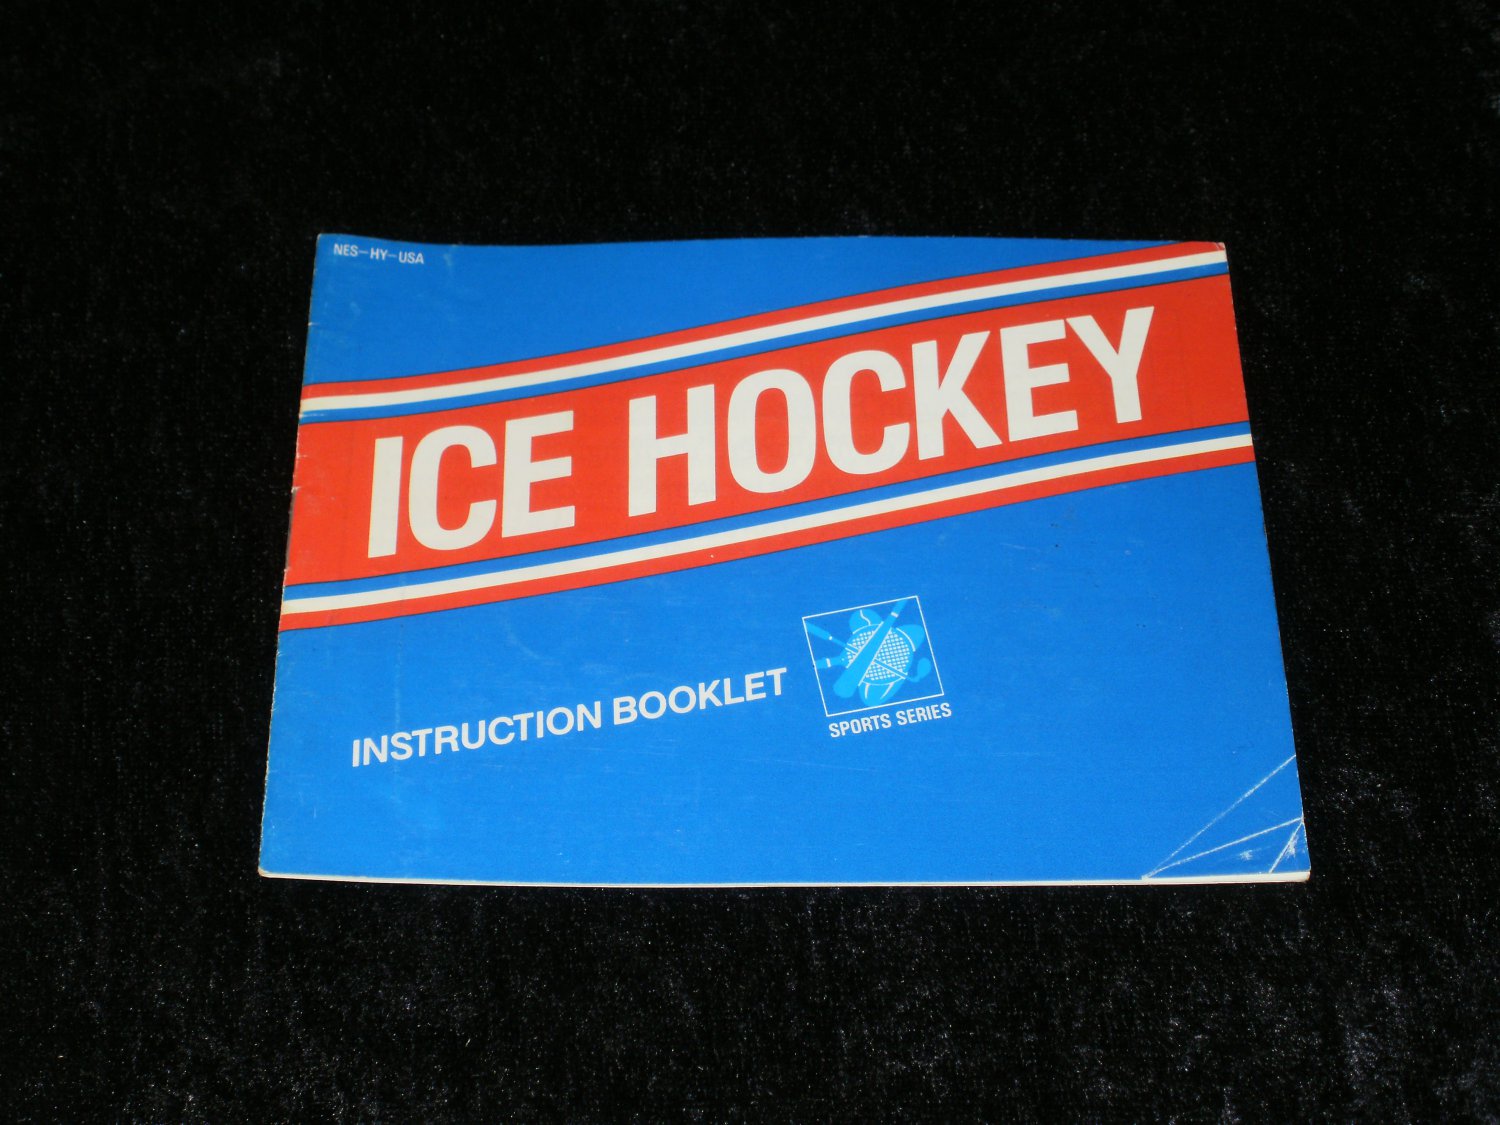 NES-HY-USA
ICE HOCKEY
INSTRUCTION BOOKLET
SPORTS SERIES